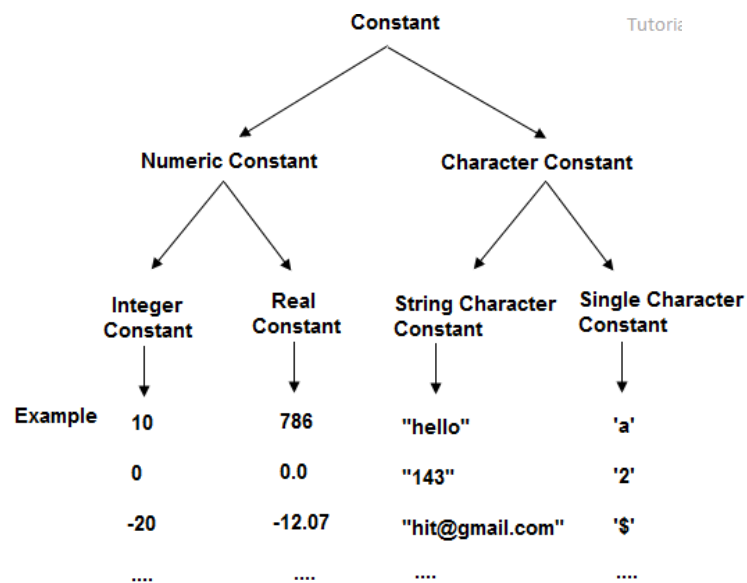 Constant
Tutoria
Numeric Constant
Character Constant
Integer
Constant
Real
Constant
String Character
Constant
Single Character
Constant
Example
10
786
"hello"
'a'
0
0.0
"143"
'2'
-20
-12.07
"hit@gmail.com"
'$'
....
....
....
....